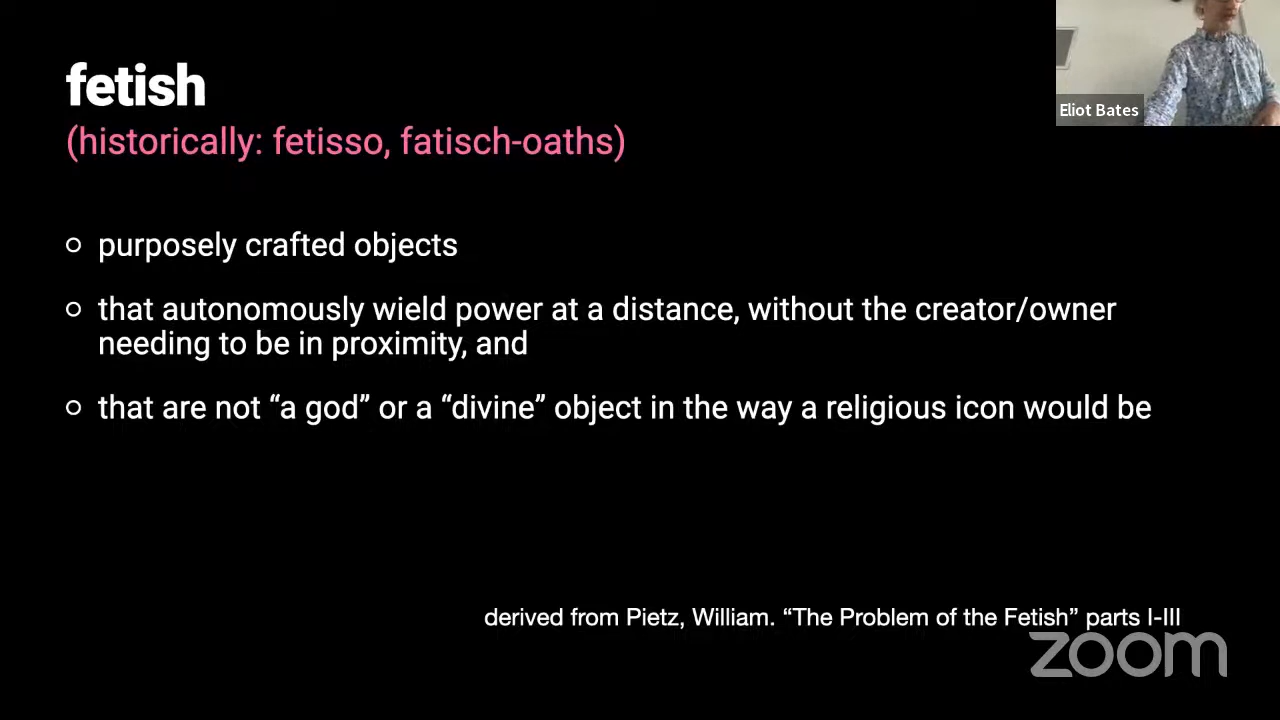 fetish
(historically: fetisso, fatisch-oaths)
purposely crafted objects
that autonomously wield power at a distance, without the creator/owner
needing to be in proximity, and
that are not “a god” or a “divine” object in the way a religious icon would be
derived from Pietz, William. “The Problem of the Fetish” parts I-III
Eliot Bates
zoom